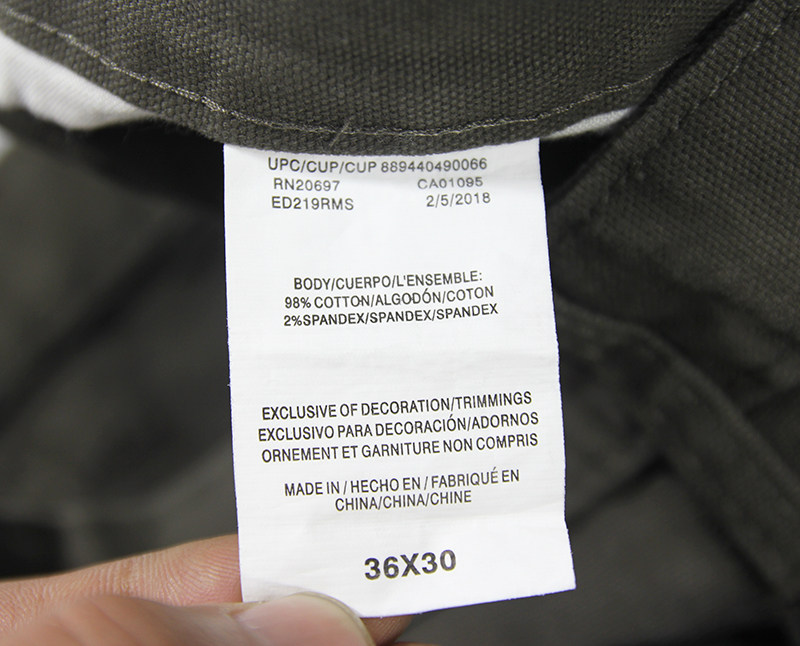 UPC/CUP/CUP 889440490066
RN20697 CA01095
ED219RMS 2/5/2018
BODY/CUERPO/L'ENSEMBLE:
98% COTTON/ALGODÓN/COTON
2%SPANDEX/SPANDEX/SPANDEX
EXCLUSIVE OF DECORATION/TRIMMINGS
EXCLUSIVO PARA DECORACIÓN/ADORNOS
ORNEMENT ET GARNITURE NON COMPRIS
MADE IN / HECHO EN / FABRIQUÉ EN
CHINA/CHINA/CHINE
36X30